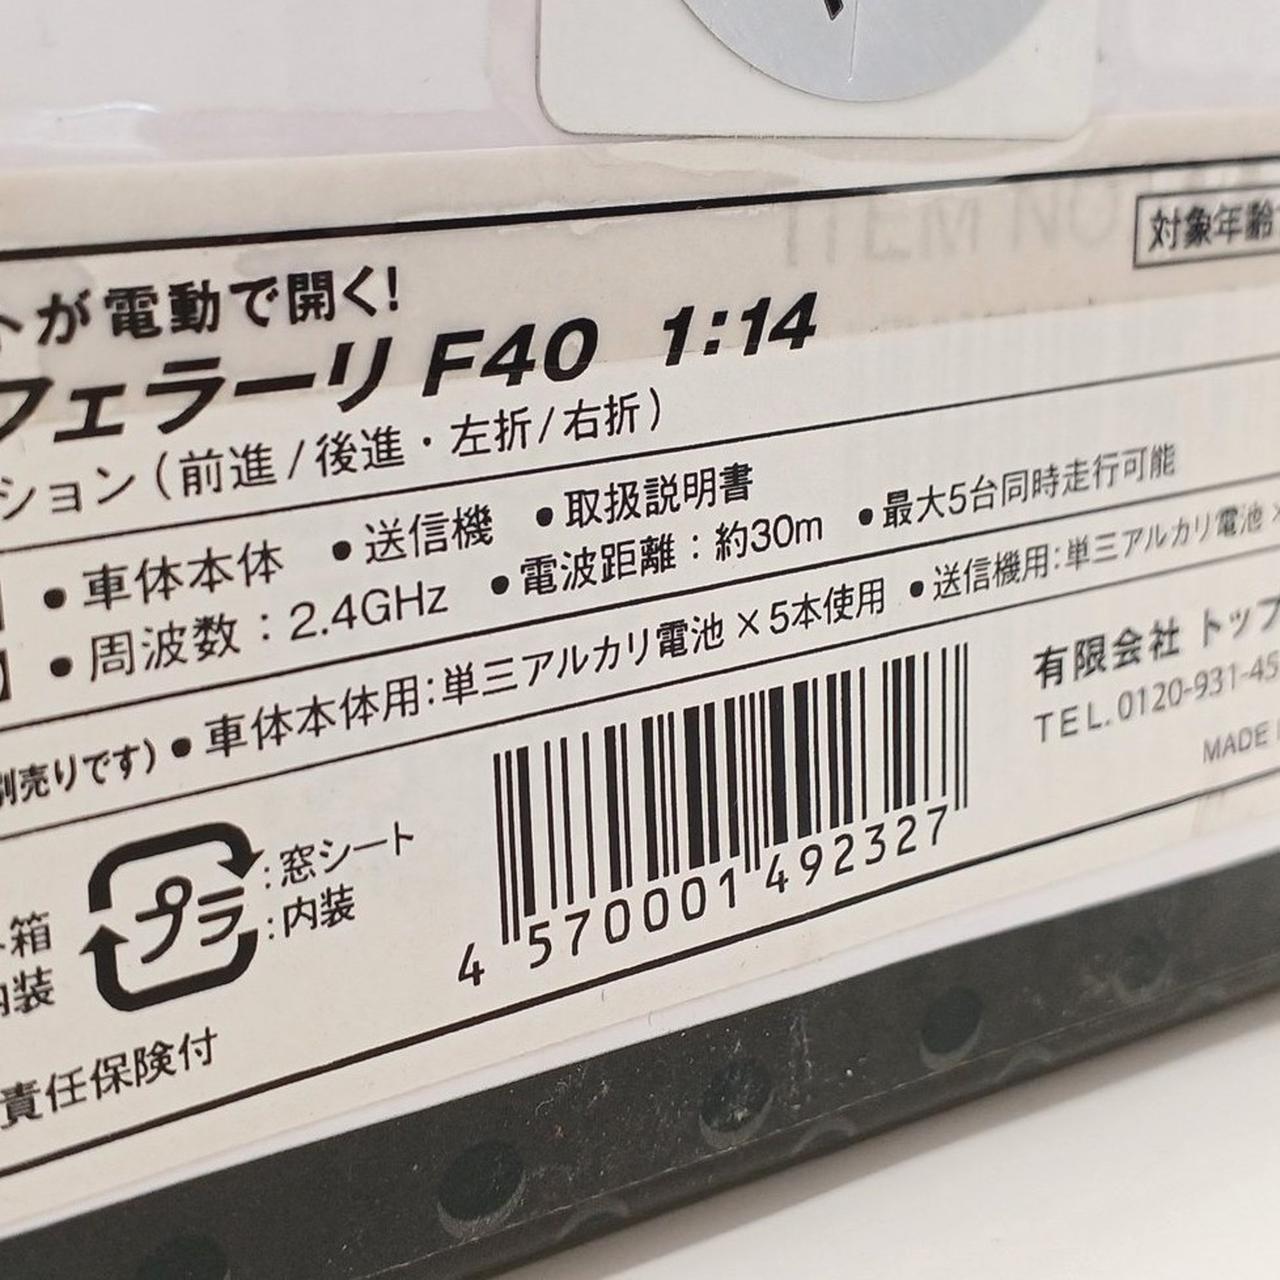 ITEM NO
対象年齢
トが電動で開く!
フェラーリ F40 1:14
ション(前進/後進・左折/右折)
】 ●車体本体 ●送信機 ●取扱説明書
】 ●周波数:2.4GHz ●電波距離:約30m ●最大5台同時走行可能
別売りです) ●車体本体用:単三アルカリ電池×5本使用 ●送信機用:単三アルカリ電池×
有限会社 トップ
TEL.0120-931-45
MADE
プラ
:窓シート
:内装
箱
内装
4 570001 492327
責任保険付